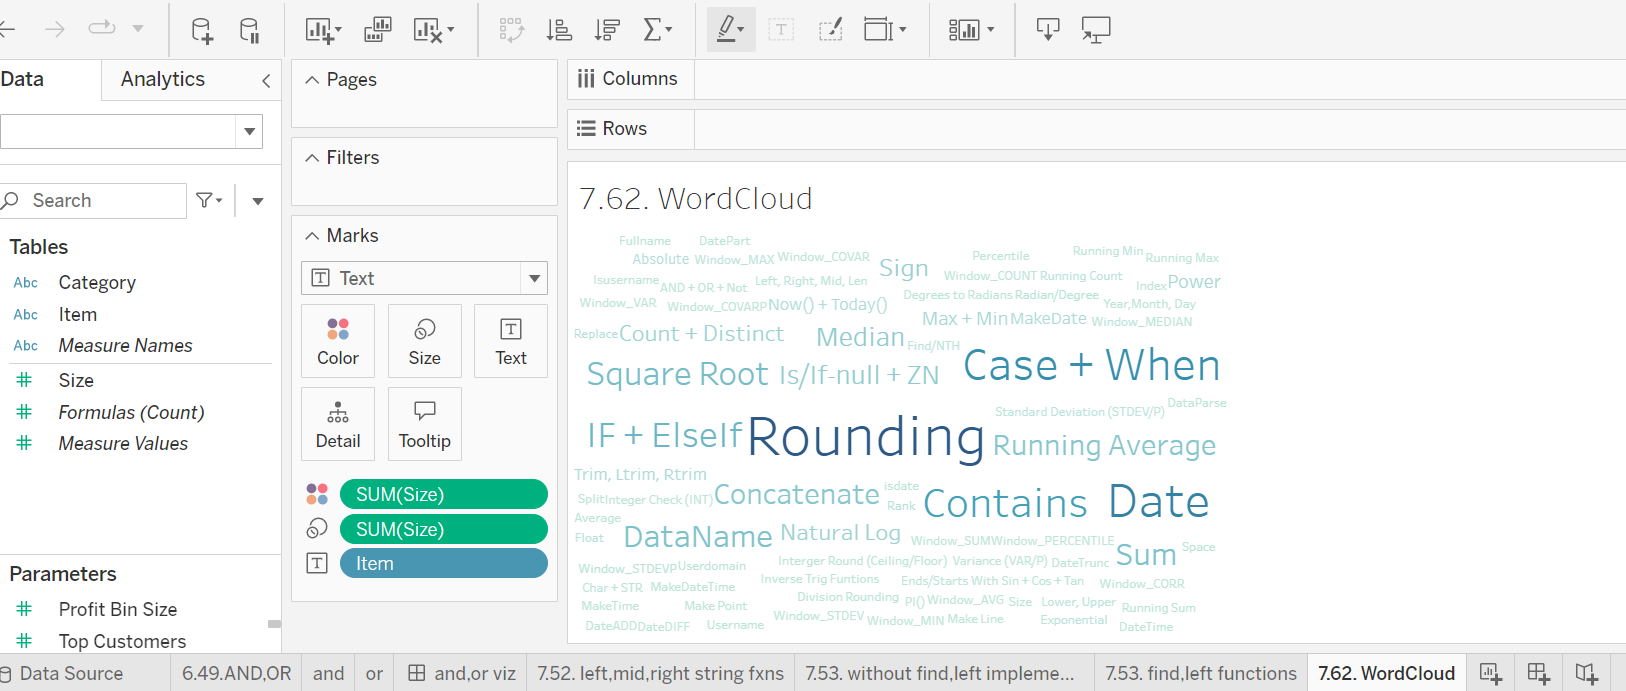 Data
Analytics
Pages
Columns
Rows
Filters
Search
Marks
Tables
Text
Abc Category
Abc Item
Abc Measure Names
Size
Formulas (Count)
Measure Values
Color
Size
Text
Detail
Tooltip
SUM(Size)
SUM(Size)
Item
Parameters
Profit Bin Size
Top Customers
7.62. WordCloud
Fullname DatePart
Absolute Window_MAX Window_COVAR Sign Percentile Running Min Running Max
Isusername AND + OR + Not Left, Right, Mid, Len Window_COUNT Running Count Index Power
Window_VAR Window_COVARP Now() + Today() Degrees to Radians Radian/Degree Year,Month, Day
Replace Count + Distinct Median Max + Min MakeDate Window_MEDIAN
Find/NTH
Square Root Is/If-null + ZN Case + When
Standard Deviation (STDEV/P) DataParse
IF + ElseIf Rounding Running Average
Trim, Ltrim, Rtrim
Split Integer Check (INT) Concatenate isdate
Rank Contains Date
Average
Float DataName Natural Log Window_SUM Window_PERCENTILE Sum Space
Window_STDEVP Userdomain Interger Round (Ceiling/Floor) Variance (VAR/P) DateTrunc
Char + STR MakeDateTime Inverse Trig Funtions Ends/Starts With Sin + Cos + Tan Window_CORR
MakeTime Make Point Division Rounding PI() Window_AVG Size Lower, Upper Running Sum
DateADD DateDIFF Username Window_STDEV Window_MIN Make Line Exponential DateTime
Data Source 6.49.AND,OR and or and,or viz 7.52. left,mid,right string fxns 7.53. without find,left impleme... 7.53. find,left functions 7.62. WordCloud